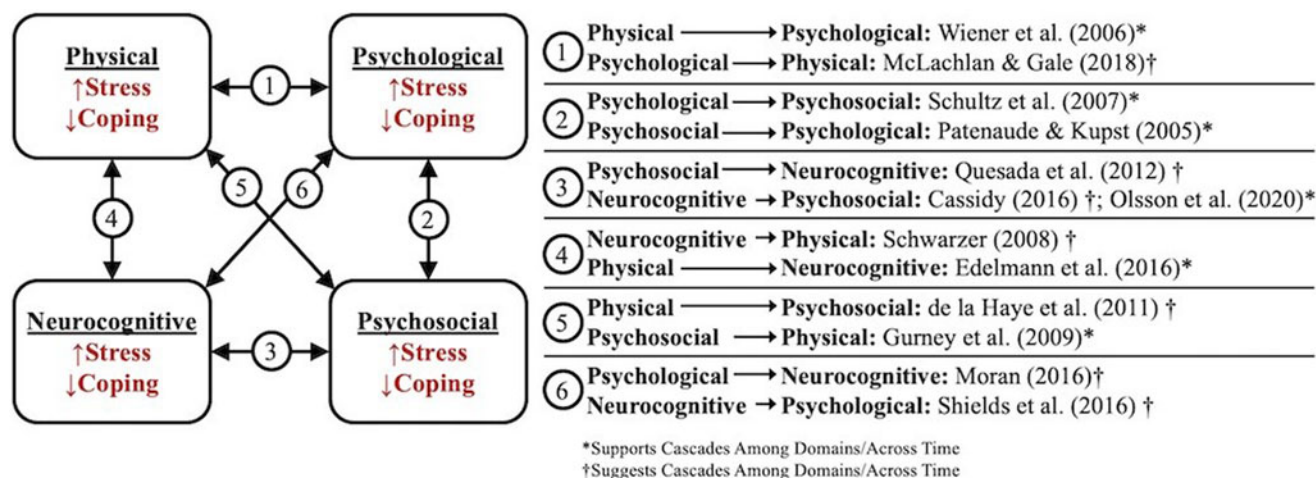 Physical
↑Stress
↓Coping
1
Psychological
↑Stress
↓Coping
4
5
6
2
Neurocognitive
↑Stress
↓Coping
3
Psychosocial
↑Stress
↓Coping
1
Physical → Psychological: Wiener et al. (2006)*
Psychological → Physical: McLachlan & Gale (2018)†
2
Psychological → Psychosocial: Schultz et al. (2007)*
Psychosocial → Psychological: Patenaude & Kupst (2005)*
3
Psychosocial → Neurocognitive: Quesada et al. (2012) †
Neurocognitive → Psychosocial: Cassidy (2016) †; Olsson et al. (2020)*
4
Neurocognitive → Physical: Schwarzer (2008) †
Physical → Neurocognitive: Edelmann et al. (2016)*
5
Physical → Psychosocial: de la Haye et al. (2011) †
Psychosocial → Physical: Gurney et al. (2009)*
6
Psychological → Neurocognitive: Moran (2016)†
Neurocognitive → Psychological: Shields et al. (2016) †
*Supports Cascades Among Domains/Across Time
†Suggests Cascades Among Domains/Across Time